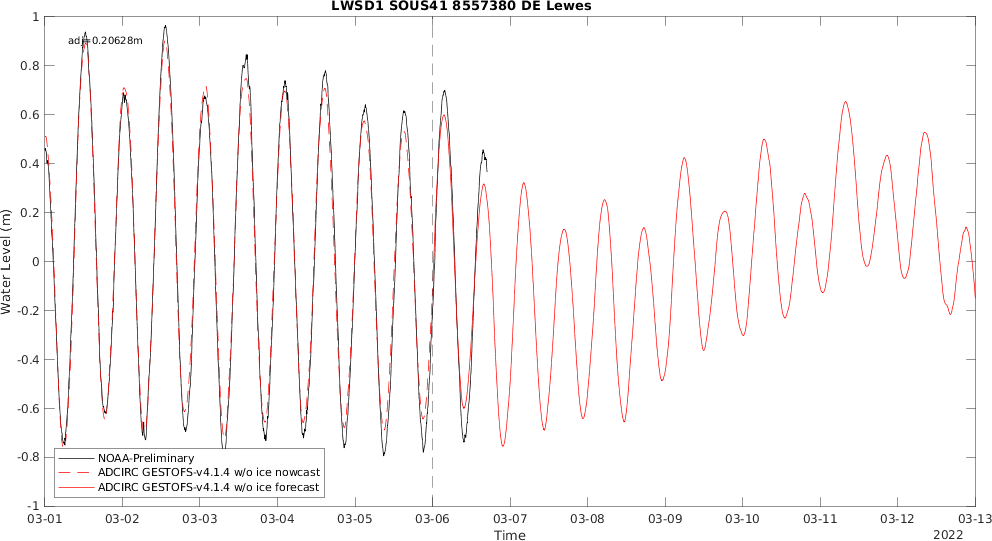 LWSD1 SOUS41 8557380 DE Lewes
adj=0.20628m
1
0.8
0.6
0.4
0.2
0
-0.2
-0.4
-0.6
-0.8
-1
Water Level (m)
NOAA-Preliminary
ADCIRC GESTOFS-v4.1.4 w/o ice nowcast
ADCIRC GESTOFS-v4.1.4 w/o ice forecast
03-01 03-02 03-03 03-04 03-05 03-06 03-07 03-08 03-09 03-10 03-11 03-12 03-13
Time
2022